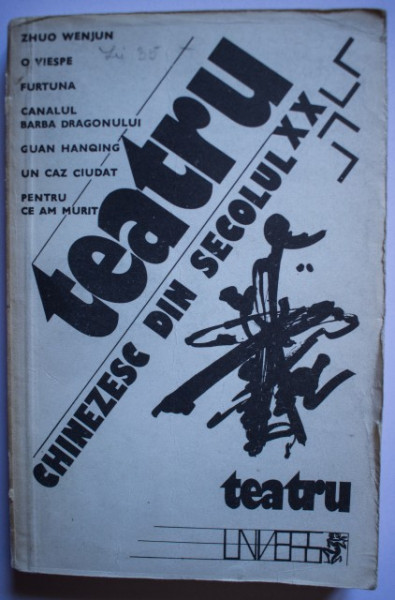 ZHUO WENJUN
O VIESPE
FURTUNA
CANALUL
BARBA DRAGONULUI
GUAN HANQING
UN CAZ CIUDAT
PENTRU
CE AM MURIT
teatru
CHINEZESC DIN SECOLUL XX
teatru
UNIVERS